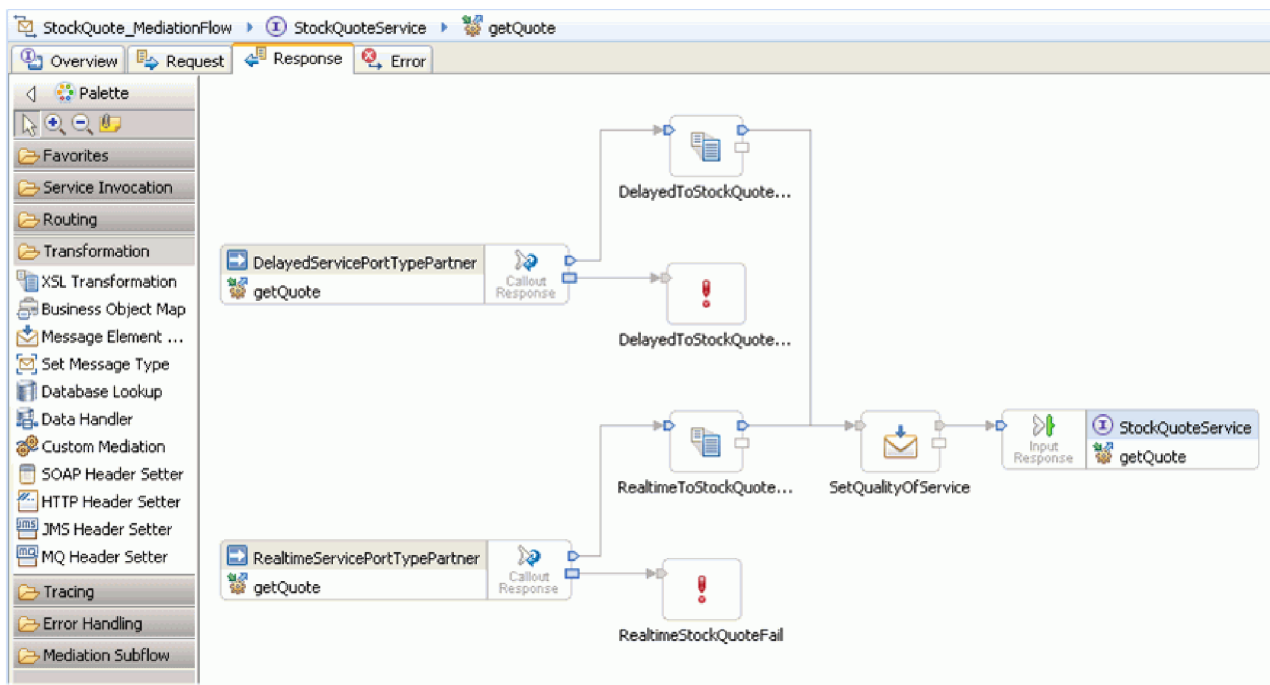 StockQuote_MediationFlow StockQuoteService getQuote
Overview Request Response Error
Palette
Favorites
Service Invocation
Routing
Transformation
XSL Transformation
Business Object Map
Message Element ...
Set Message Type
Database Lookup
Data Handler
Custom Mediation
SOAP Header Setter
HTTP Header Setter
JMS Header Setter
MQ Header Setter
Tracing
Error Handling
Mediation Subflow
DelayedToStockQuote...
DelayedServicePortTypePartner
getQuote
Callout
Response
DelayedToStockQuote...
RealtimeToStockQuote...
SetQualityOfService
Input
Response
StockQuoteService
getQuote
RealtimeServicePortTypePartner
getQuote
Callout
Response
RealtimeStockQuoteFail